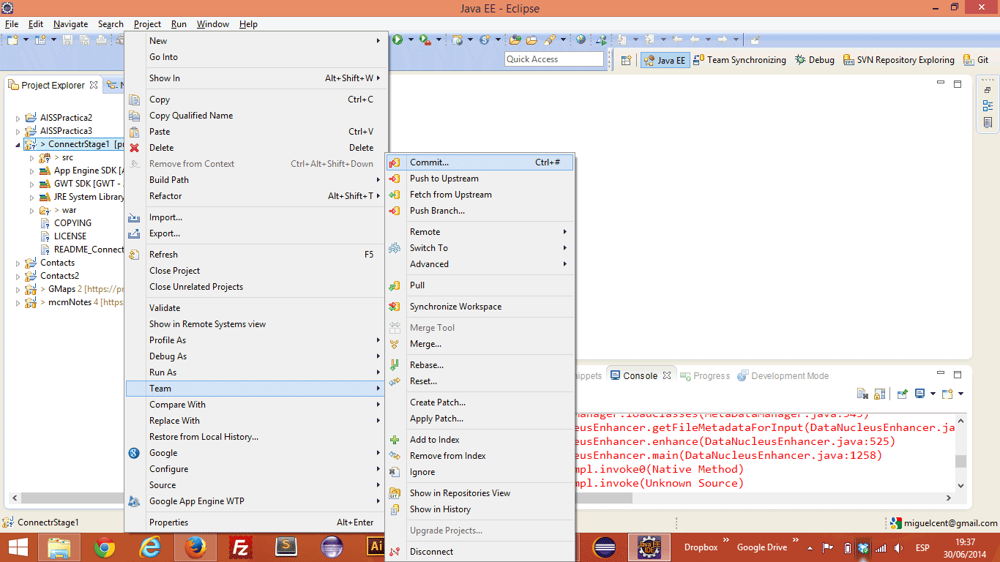 Java EE - Eclipse
File Edit Navigate Search Project Run Window Help
Quick Access
Java EE Team Synchronizing Debug SVN Repository Exploring Git
Project Explorer
AISSPractica2
AISSPractica3
> ConnectrStage1
> src
App Engine SDK
GWT SDK [GWT -
JRE System Library
> war
COPYING
LICENSE
README_Connect
Contacts
Contacts2
> GMaps 2 [https://pr
> mcmNotes 4 [https:
New
Go Into
Show In Alt+Shift+W
Copy Ctrl+C
Copy Qualified Name
Paste Ctrl+V
Delete Delete
Remove from Context Ctrl+Alt+Shift+Down
Build Path
Refactor Alt+Shift+T
Import...
Export...
Refresh F5
Close Project
Close Unrelated Projects
Validate
Show in Remote Systems view
Profile As
Debug As
Run As
Team
Compare With
Replace With
Restore from Local History...
Google
Configure
Source
Google App Engine WTP
Properties Alt+Enter
Commit... Ctrl+#
Push to Upstream
Fetch from Upstream
Push Branch...
Remote
Switch To
Advanced
Pull
Synchronize Workspace
Merge Tool
Merge...
Rebase...
Reset...
Create Patch...
Apply Patch...
Add to Index
Remove from Index
Ignore
Show in Repositories View
Show in History
Upgrade Projects...
Disconnect
nippets Console Progress Development Mode
anager.loadClasses(MetaDataManager.java:545)
eusEnhancer.getFileMetadataForInput(DataNucleusEnhancer.ja
eusEnhancer.enhance(DataNucleusEnhancer.java:525)
eusEnhancer.main(DataNucleusEnhancer.java:1258)
mpl.invoke0(Native Method)
mpl.invoke(Unknown Source)
ConnectrStage1
miguelcent@gmail.com
Fz
S
Ai
Java EE
IDE
Dropbox » Google Drive »
ESP
19:37
30/06/2014